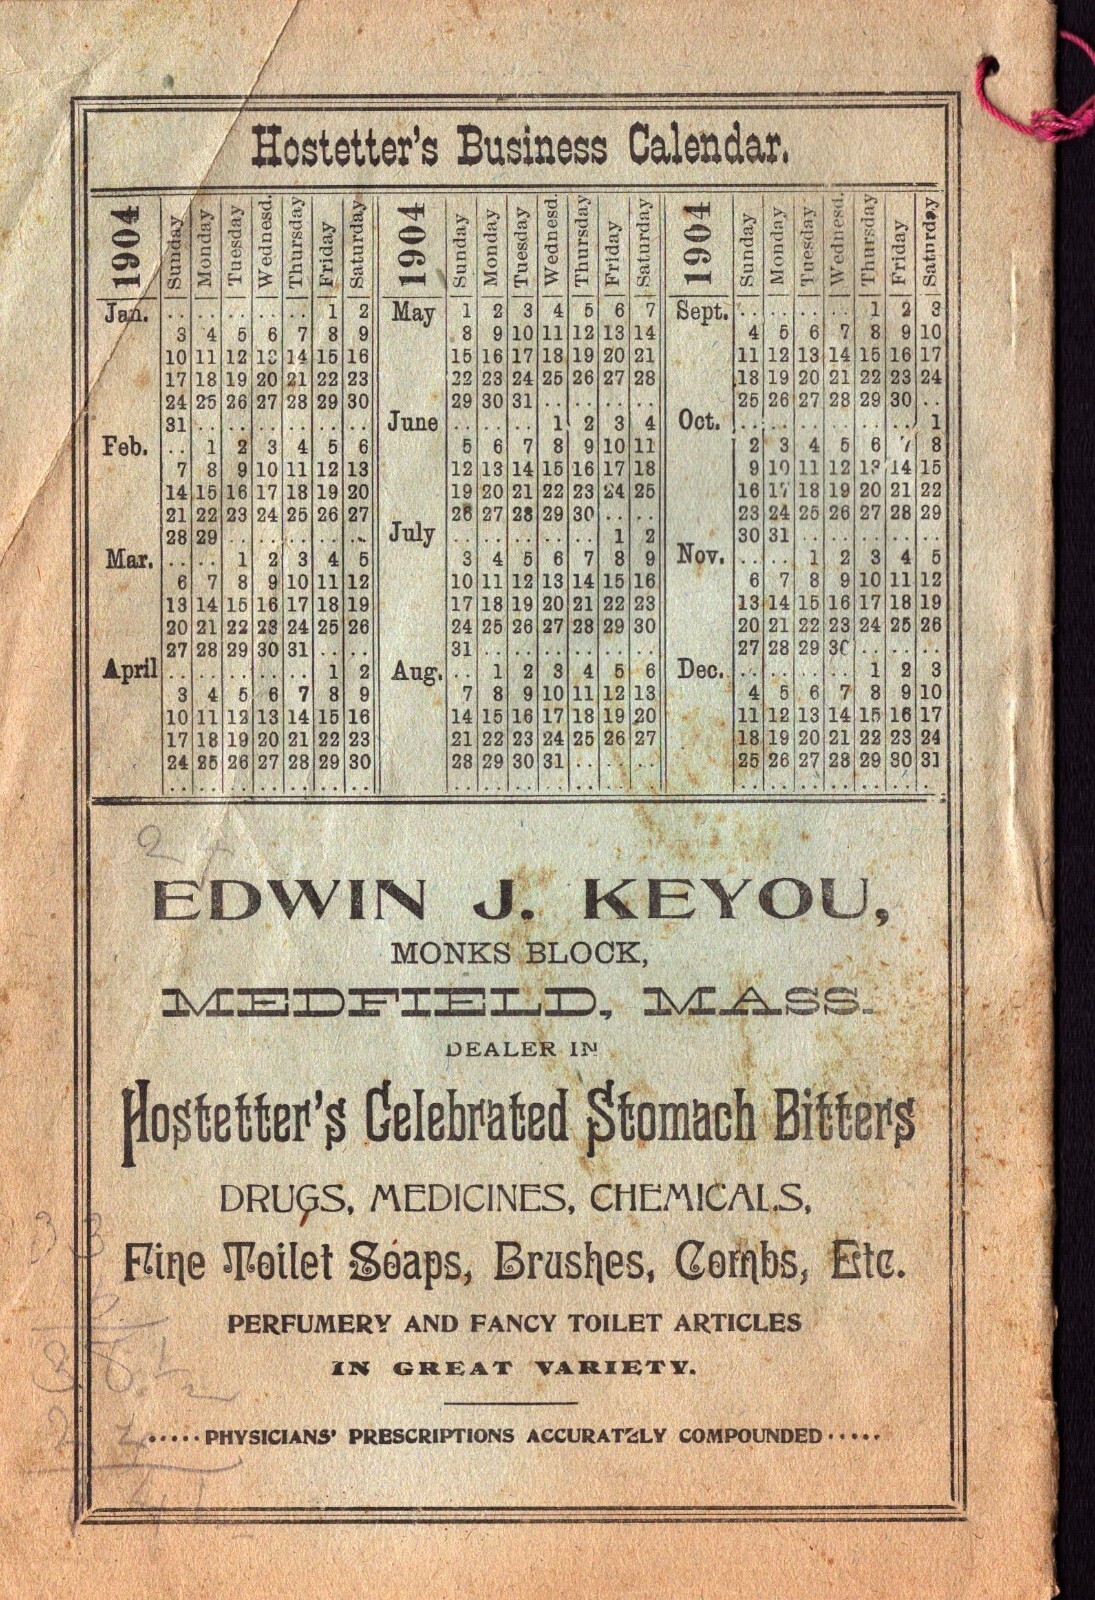 Hostetter's Business Calendar.
1904 Sunday Monday Tuesday Wednesd. Thursday Friday Saturday
Jan. . . . . . . . . . . 1 2
3 4 5 6 7 8 9
10 11 12 13 14 15 16
17 18 19 20 21 22 23
24 25 26 27 28 29 30
31 . . . . . . . . . . . .
Feb. . . 1 2 3 4 5 6
7 8 9 10 11 12 13
14 15 16 17 18 19 20
21 22 23 24 25 26 27
28 29 . . . . . . . . . .
Mar. . . . . 1 2 3 4 5
6 7 8 9 10 11 12
13 14 15 16 17 18 19
20 21 22 23 24 25 26
27 28 29 30 31 . . . .
April . . . . . . . . . . 1 2
3 4 5 6 7 8 9
10 11 12 13 14 15 16
17 18 19 20 21 22 23
24 25 26 27 28 29 30
1904 Sunday Monday Tuesday Wednesd. Thursday Friday Saturday
May 1 2 3 4 5 6 7
8 9 10 11 12 13 14
15 16 17 18 19 20 21
22 23 24 25 26 27 28
29 30 31 . . . . . . . .
June . . . . . . 1 2 3 4
5 6 7 8 9 10 11
12 13 14 15 16 17 18
19 20 21 22 23 24 25
26 27 28 29 30 . . . .
July . . . . . . . . . . 1 2
3 4 5 6 7 8 9
10 11 12 13 14 15 16
17 18 19 20 21 22 23
24 25 26 27 28 29 30
31 . . . . . . . . . . . .
Aug. . . 1 2 3 4 5 6
7 8 9 10 11 12 13
14 15 16 17 18 19 20
21 22 23 24 25 26 27
28 29 30 31 . . . . . .
1904 Sunday Monday Tuesday Wednesd. Thursday Friday Saturday
Sept. . . . . . . . . 1 2 3
4 5 6 7 8 9 10
11 12 13 14 15 16 17
18 19 20 21 22 23 24
25 26 27 28 29 30 . .
Oct. . . . . . . . . . . . . 1
2 3 4 5 6 7 8
9 10 11 12 13 14 15
16 17 18 19 20 21 22
23 24 25 26 27 28 29
30 31 . . . . . . . . . .
Nov. . . . . 1 2 3 4 5
6 7 8 9 10 11 12
13 14 15 16 17 18 19
20 21 22 23 24 25 26
27 28 29 30 . . . . . .
Dec. . . . . . . . . 1 2 3
4 5 6 7 8 9 10
11 12 13 14 15 16 17
18 19 20 21 22 23 24
25 26 27 28 29 30 31
EDWIN J. KEYOU,
MONKS BLOCK,
MEDFIELD, MASS.
DEALER IN
Hostetter's Celebrated Stomach Bitters
DRUGS, MEDICINES, CHEMICALS,
Fine Toilet Soaps, Brushes, Combs, Etc.
PERFUMERY AND FANCY TOILET ARTICLES
IN GREAT VARIETY.
.....PHYSICIANS' PRESCRIPTIONS ACCURATELY COMPOUNDED.....